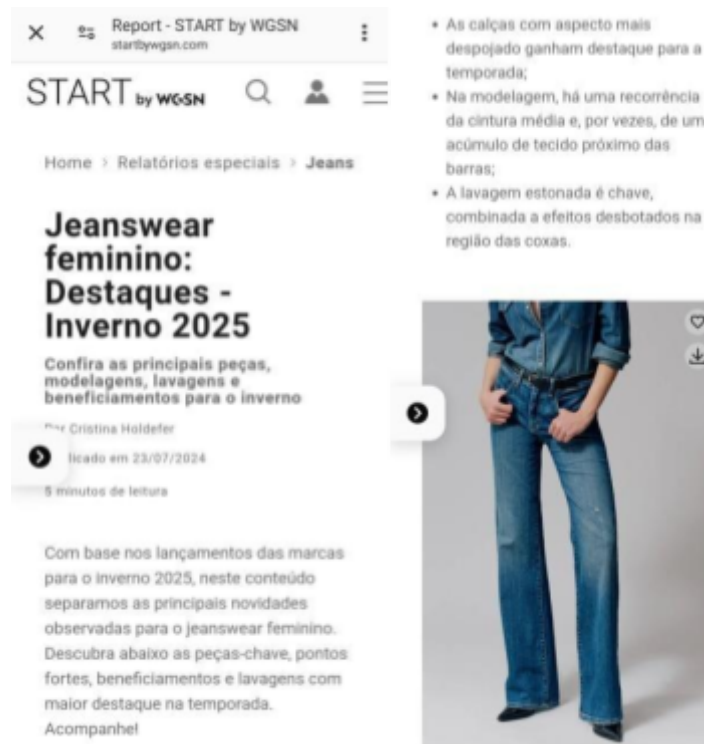 Report - START by WGSN
startbywgsn.com
START by WGSN
Home > Relatórios especiais > Jeans
Jeanswear
feminino:
Destaques -
Inverno 2025
Confira as principais peças,
modelagens, lavagens e
beneficiamentos para o inverno
Por Cristina Holdefer
licado em 23/07/2024
5 minutos de leitura
Com base nos lançamentos das marcas
para o inverno 2025, neste conteúdo
separamos as principais novidades
observadas para o jeanswear feminino.
Descubra abaixo as peças-chave, pontos
fortes, beneficiamentos e lavagens com
maior destaque na temporada.
Acompanhe!
• As calças com aspecto mais
despojado ganham destaque para a
temporada;
• Na modelagem, há uma recorrência
da cintura média e, por vezes, de um
acúmulo de tecido próximo das
barras;
• A lavagem estonada é chave,
combinada a efeitos desbotados na
região das coxas.